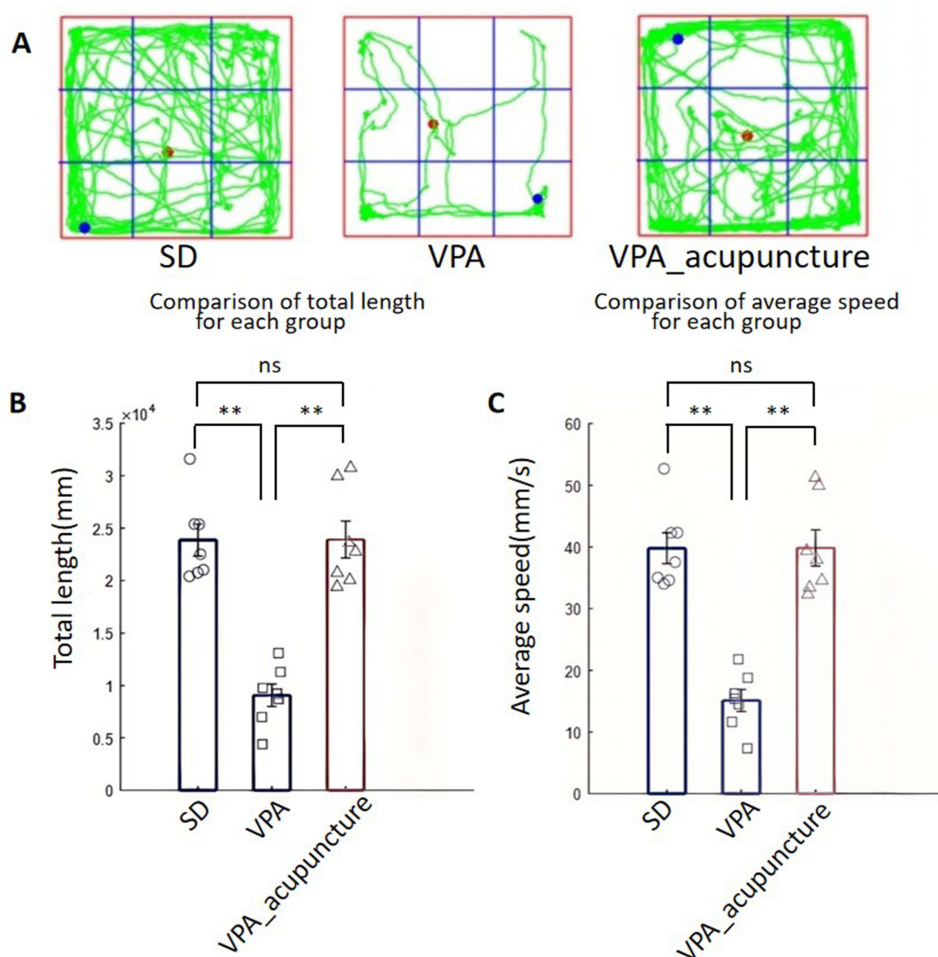 A
SD
VPA
VPA_acupuncture
Comparison of total length
for each group
Comparison of average speed
for each group
B
ns
**
**
×10⁴
3.5
3
2.5
2
1.5
1
0.5
0
Total length(mm)
SD
VPA
VPA_acupuncture
C
ns
**
**
60
50
40
30
20
10
0
Average speed(mm/s)
SD
VPA
VPA_acupuncture